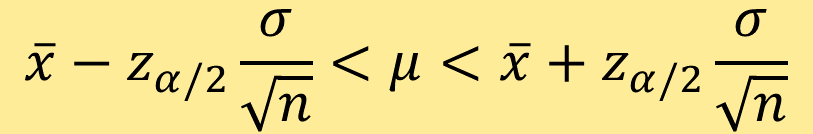 x̄ − z_{α/2} σ/√n < μ < x̄ + z_{α/2} σ/√n